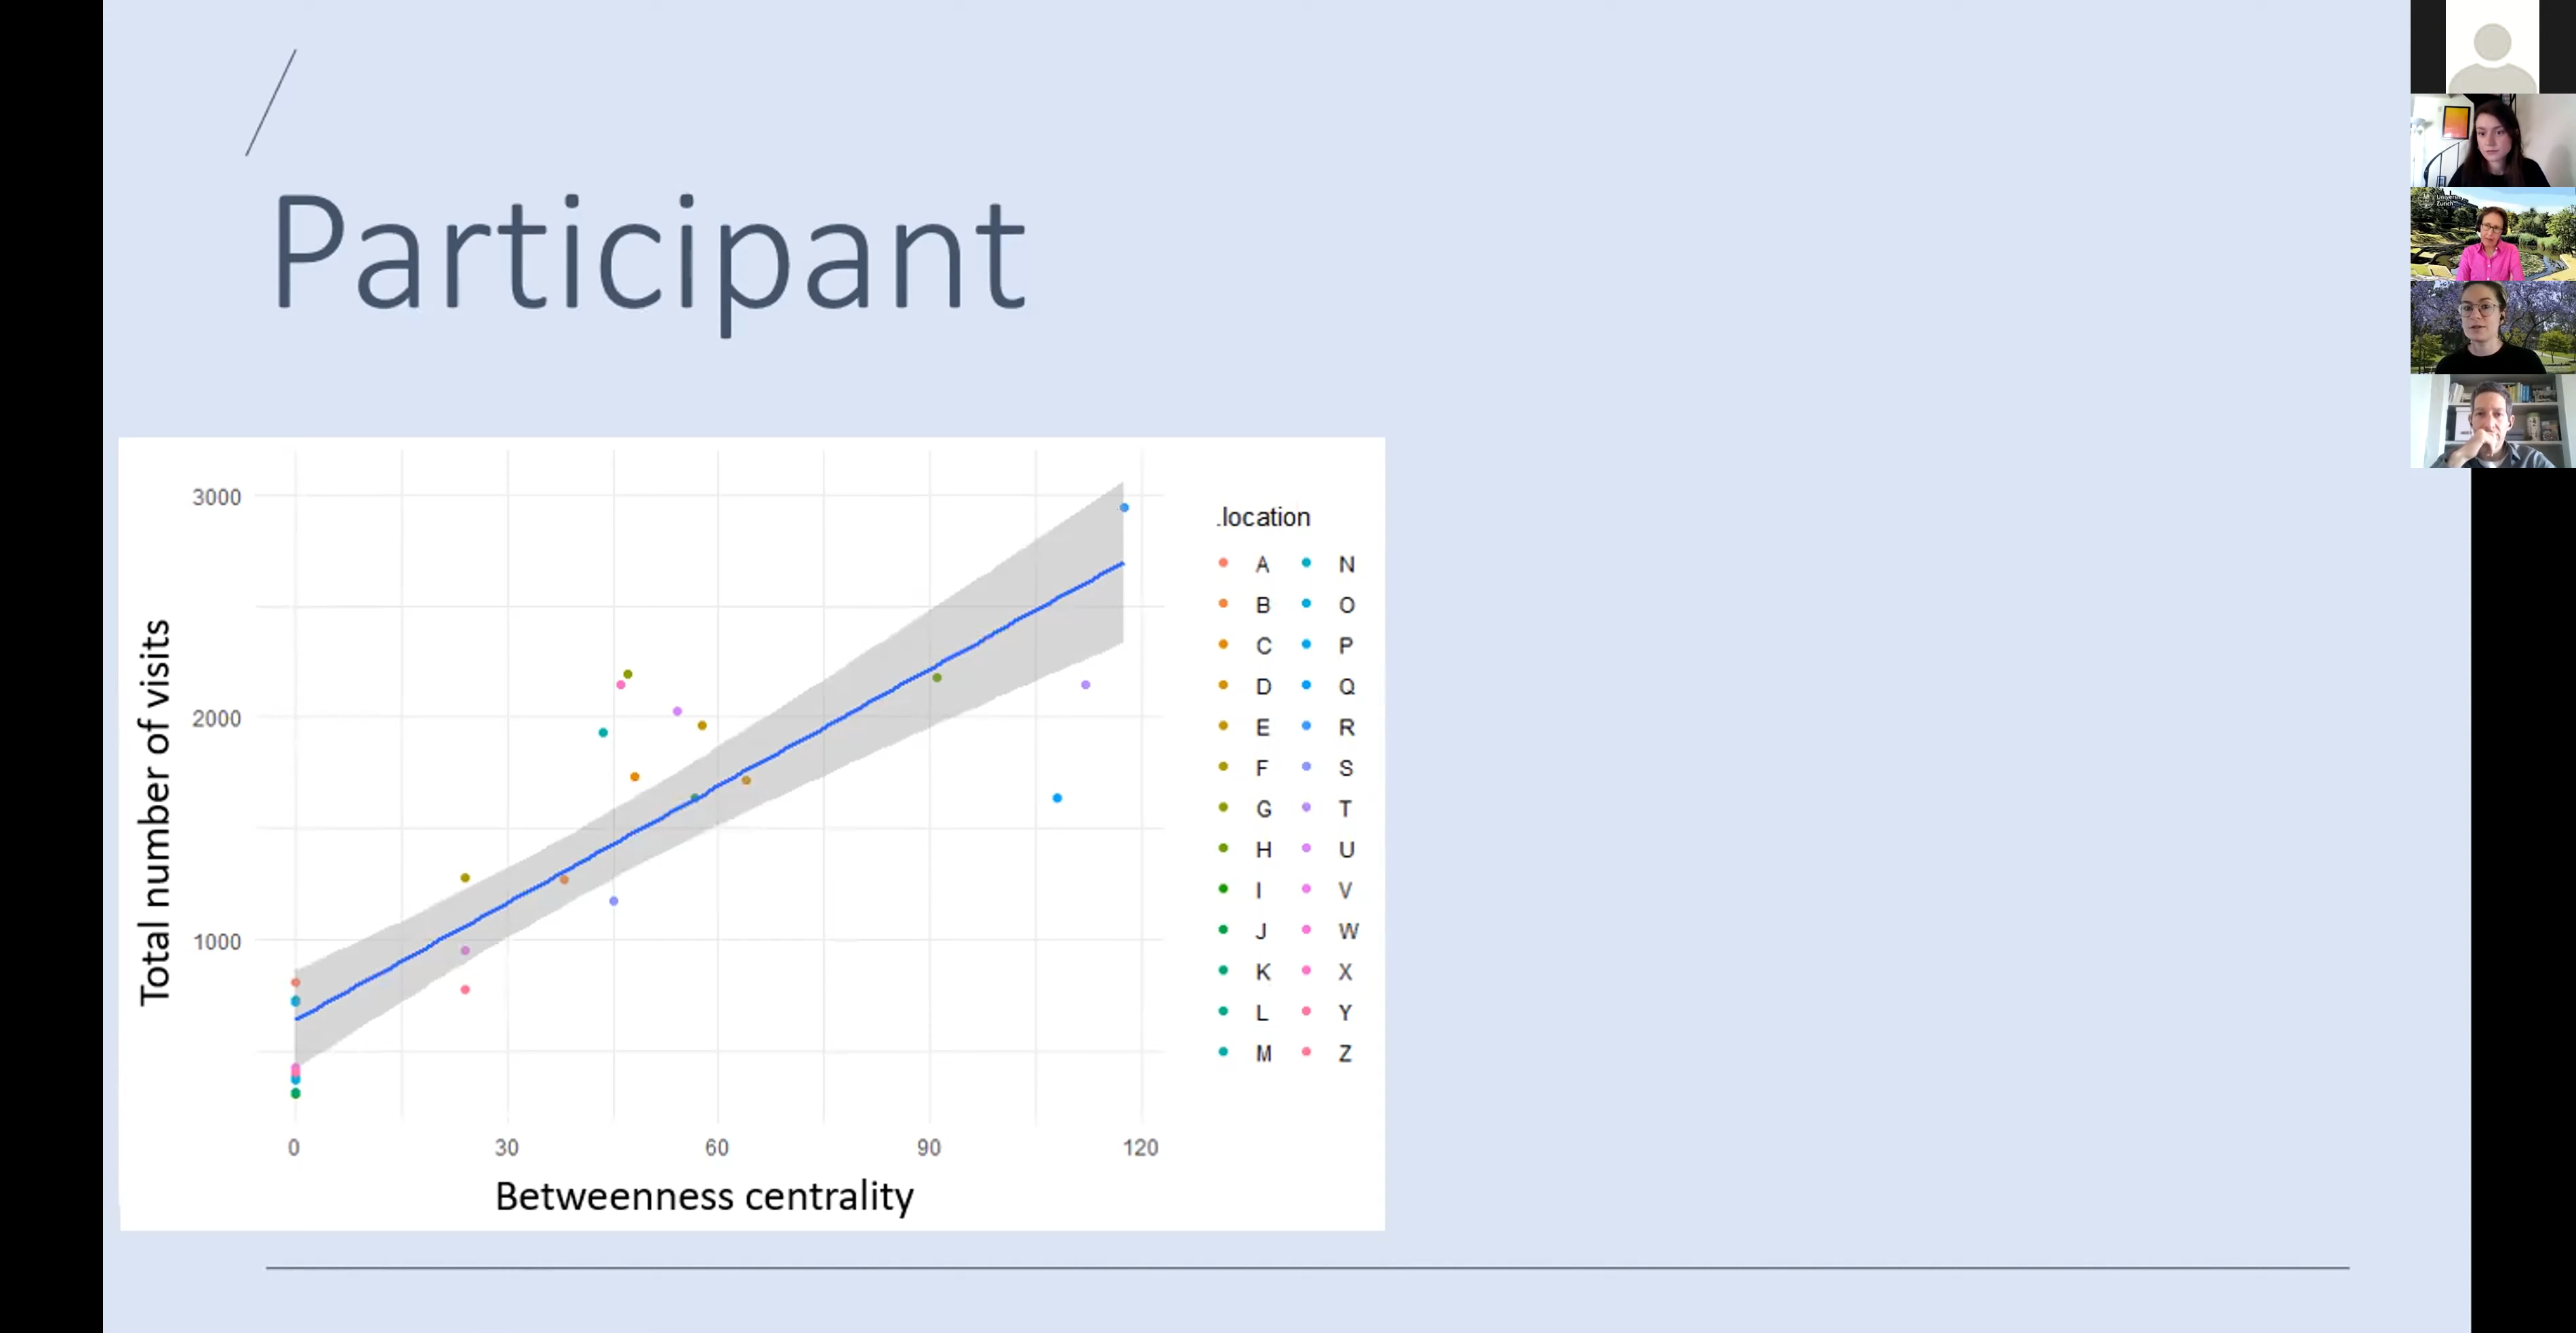 Participant
Total number of visits
3000
2000
1000
0 30 60 90 120
Betweenness centrality
.location
A N
B O
C P
D Q
E R
F S
G T
H U
I V
J W
K X
L Y
M Z